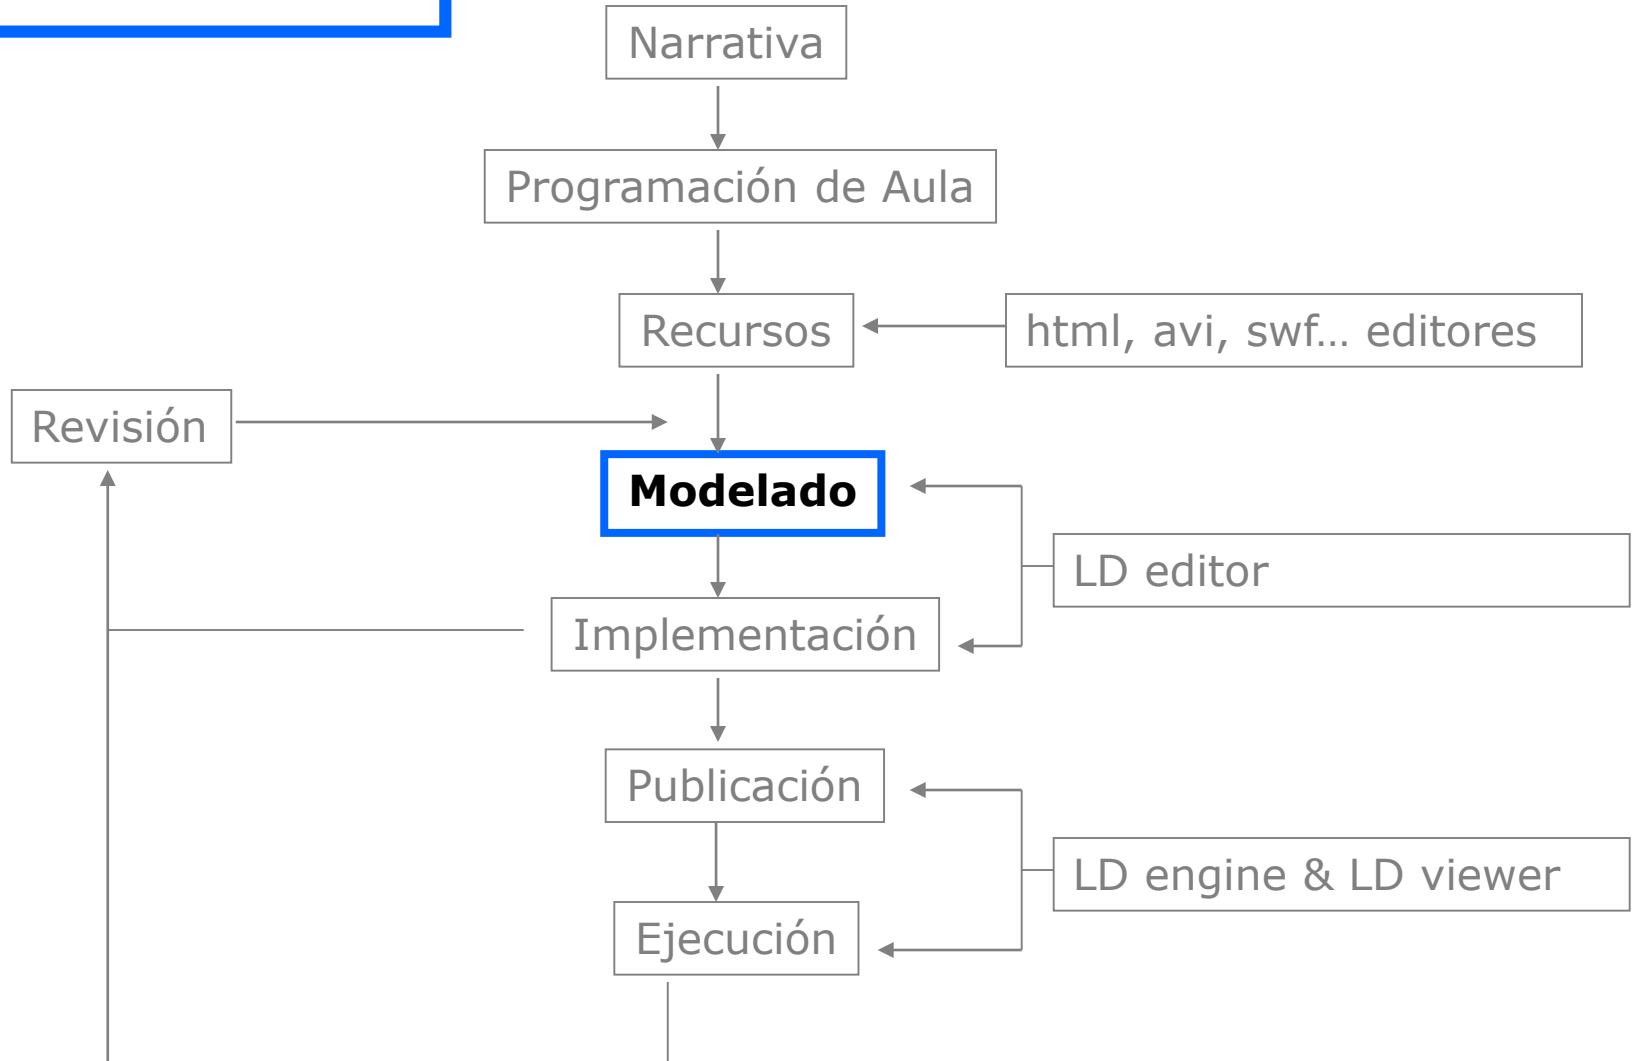 Narrativa
Programación de Aula
Recursos
html, avi, swf… editores
Revisión
Modelado
LD editor
Implementación
Publicación
LD engine & LD viewer
Ejecución